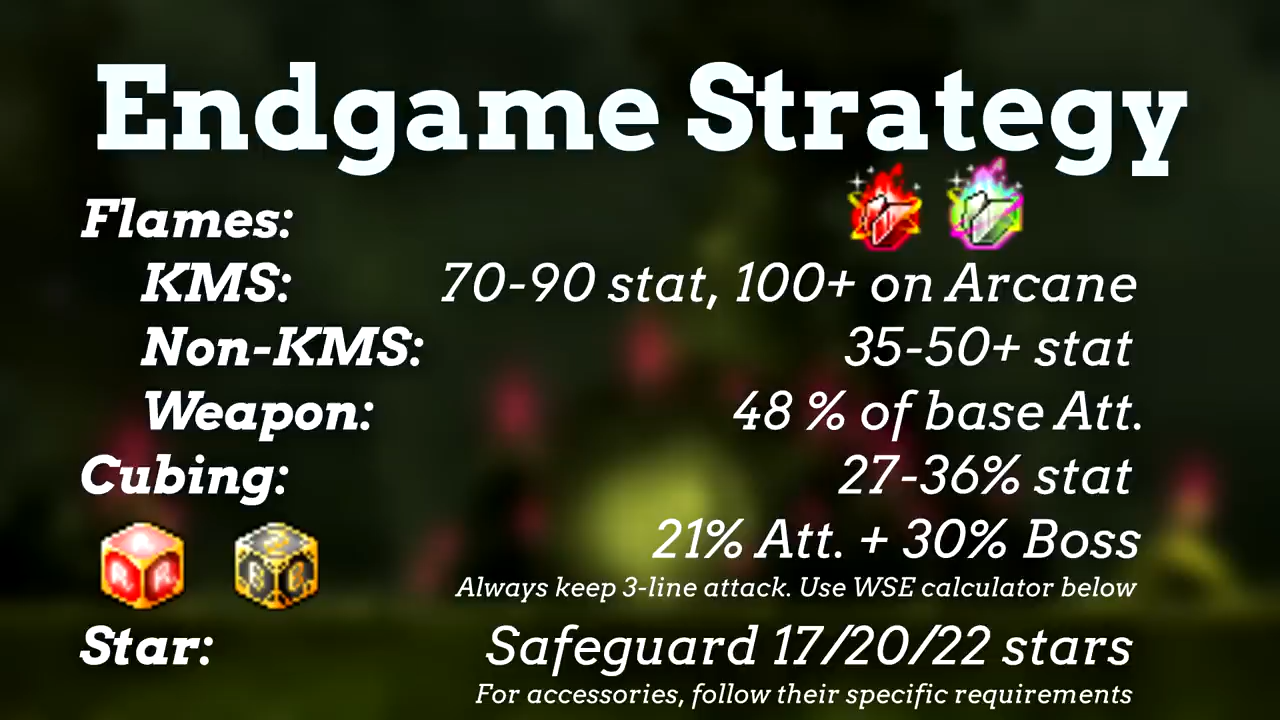 Endgame Strategy
Flames:
KMS: 70-90 stat, 100+ on Arcane
Non-KMS: 35-50+ stat
Weapon: 48 % of base Att.
Cubing: 27-36% stat
21% Att. + 30% Boss
Always keep 3-line attack. Use WSE calculator below
Star: Safeguard 17/20/22 stars
For accessories, follow their specific requirements